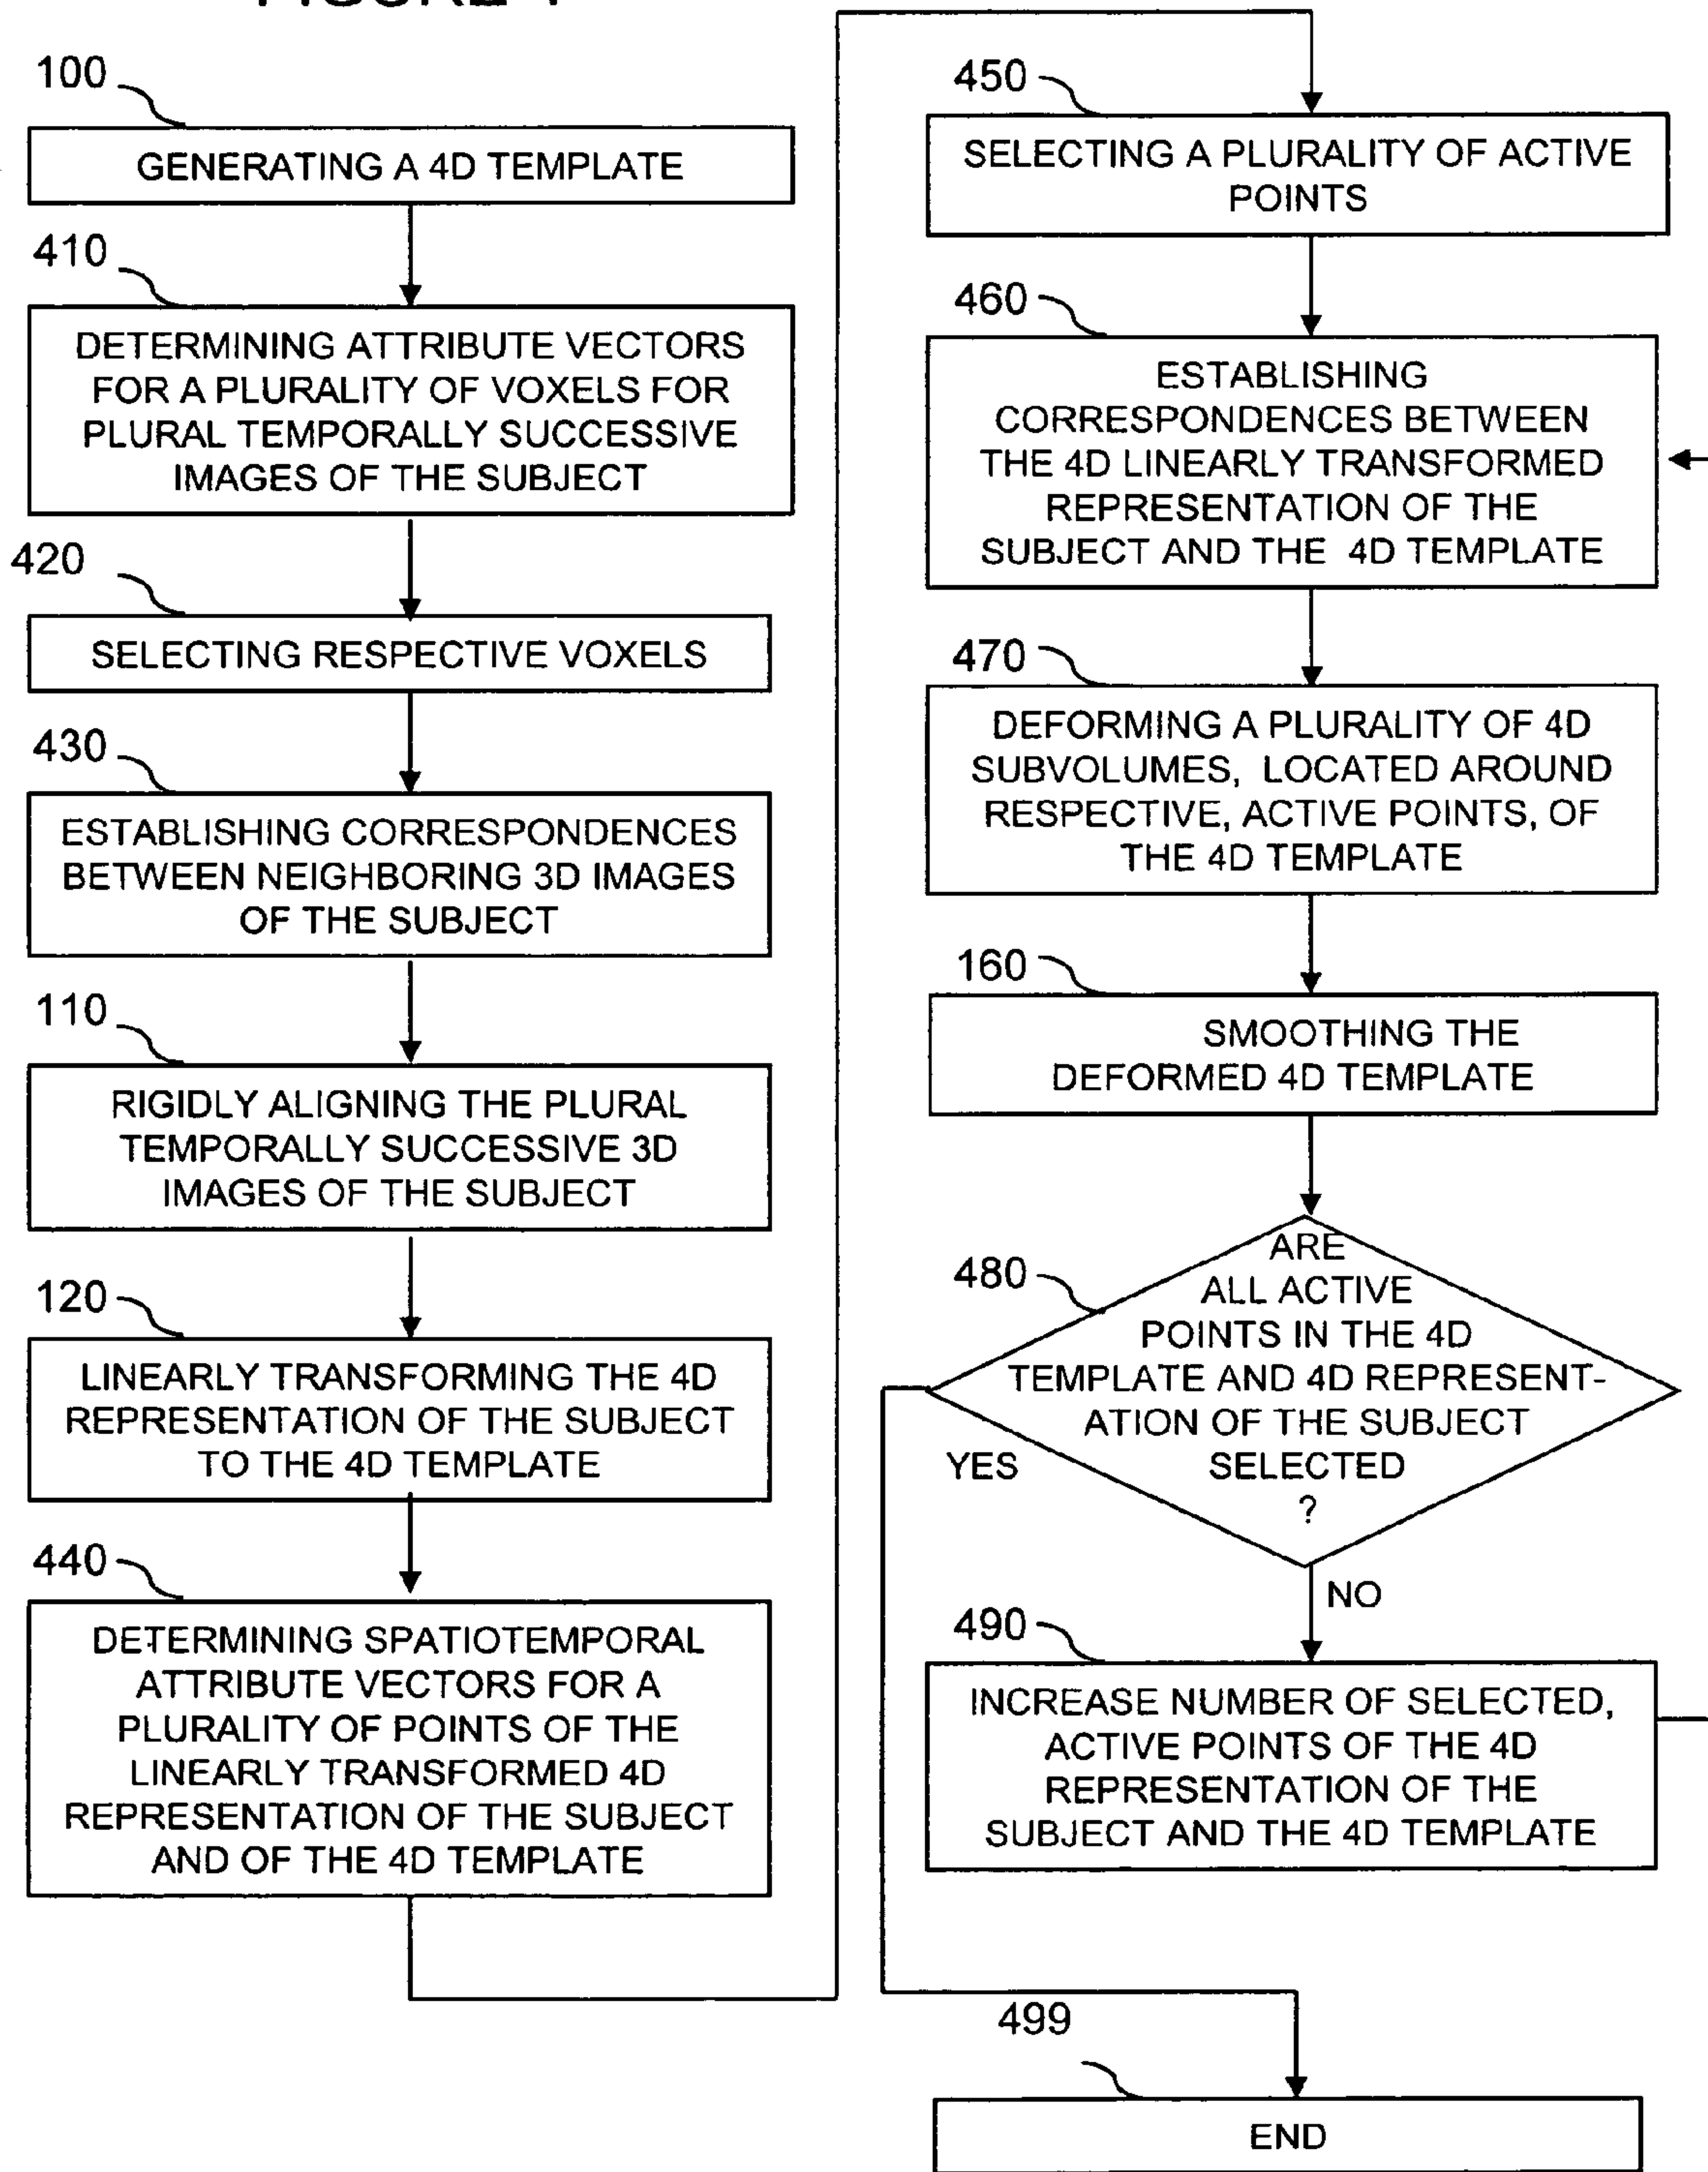 100
GENERATING A 4D TEMPLATE
410
DETERMINING ATTRIBUTE VECTORS
FOR A PLURALITY OF VOXELS FOR
PLURAL TEMPORALLY SUCCESSIVE
IMAGES OF THE SUBJECT
420
SELECTING RESPECTIVE VOXELS
430
ESTABLISHING CORRESPONDENCES
BETWEEN NEIGHBORING 3D IMAGES
OF THE SUBJECT
110
RIGIDLY ALIGNING THE PLURAL
TEMPORALLY SUCCESSIVE 3D
IMAGES OF THE SUBJECT
120
LINEARLY TRANSFORMING THE 4D
REPRESENTATION OF THE SUBJECT
TO THE 4D TEMPLATE
440
DETERMINING SPATIOTEMPORAL
ATTRIBUTE VECTORS FOR A
PLURALITY OF POINTS OF THE
LINEARLY TRANSFORMED 4D
REPRESENTATION OF THE SUBJECT
AND OF THE 4D TEMPLATE
450
SELECTING A PLURALITY OF ACTIVE
POINTS
460
ESTABLISHING
CORRESPONDENCES BETWEEN
THE 4D LINEARLY TRANSFORMED
REPRESENTATION OF THE
SUBJECT AND THE 4D TEMPLATE
470
DEFORMING A PLURALITY OF 4D
SUBVOLUMES, LOCATED AROUND
RESPECTIVE, ACTIVE POINTS, OF
THE 4D TEMPLATE
160
SMOOTHING THE
DEFORMED 4D TEMPLATE
480
ARE
ALL ACTIVE
POINTS IN THE 4D
TEMPLATE AND 4D REPRESENT-
ATION OF THE SUBJECT
SELECTED
?
YES
NO
490
INCREASE NUMBER OF SELECTED,
ACTIVE POINTS OF THE 4D
REPRESENTATION OF THE
SUBJECT AND THE 4D TEMPLATE
499
END